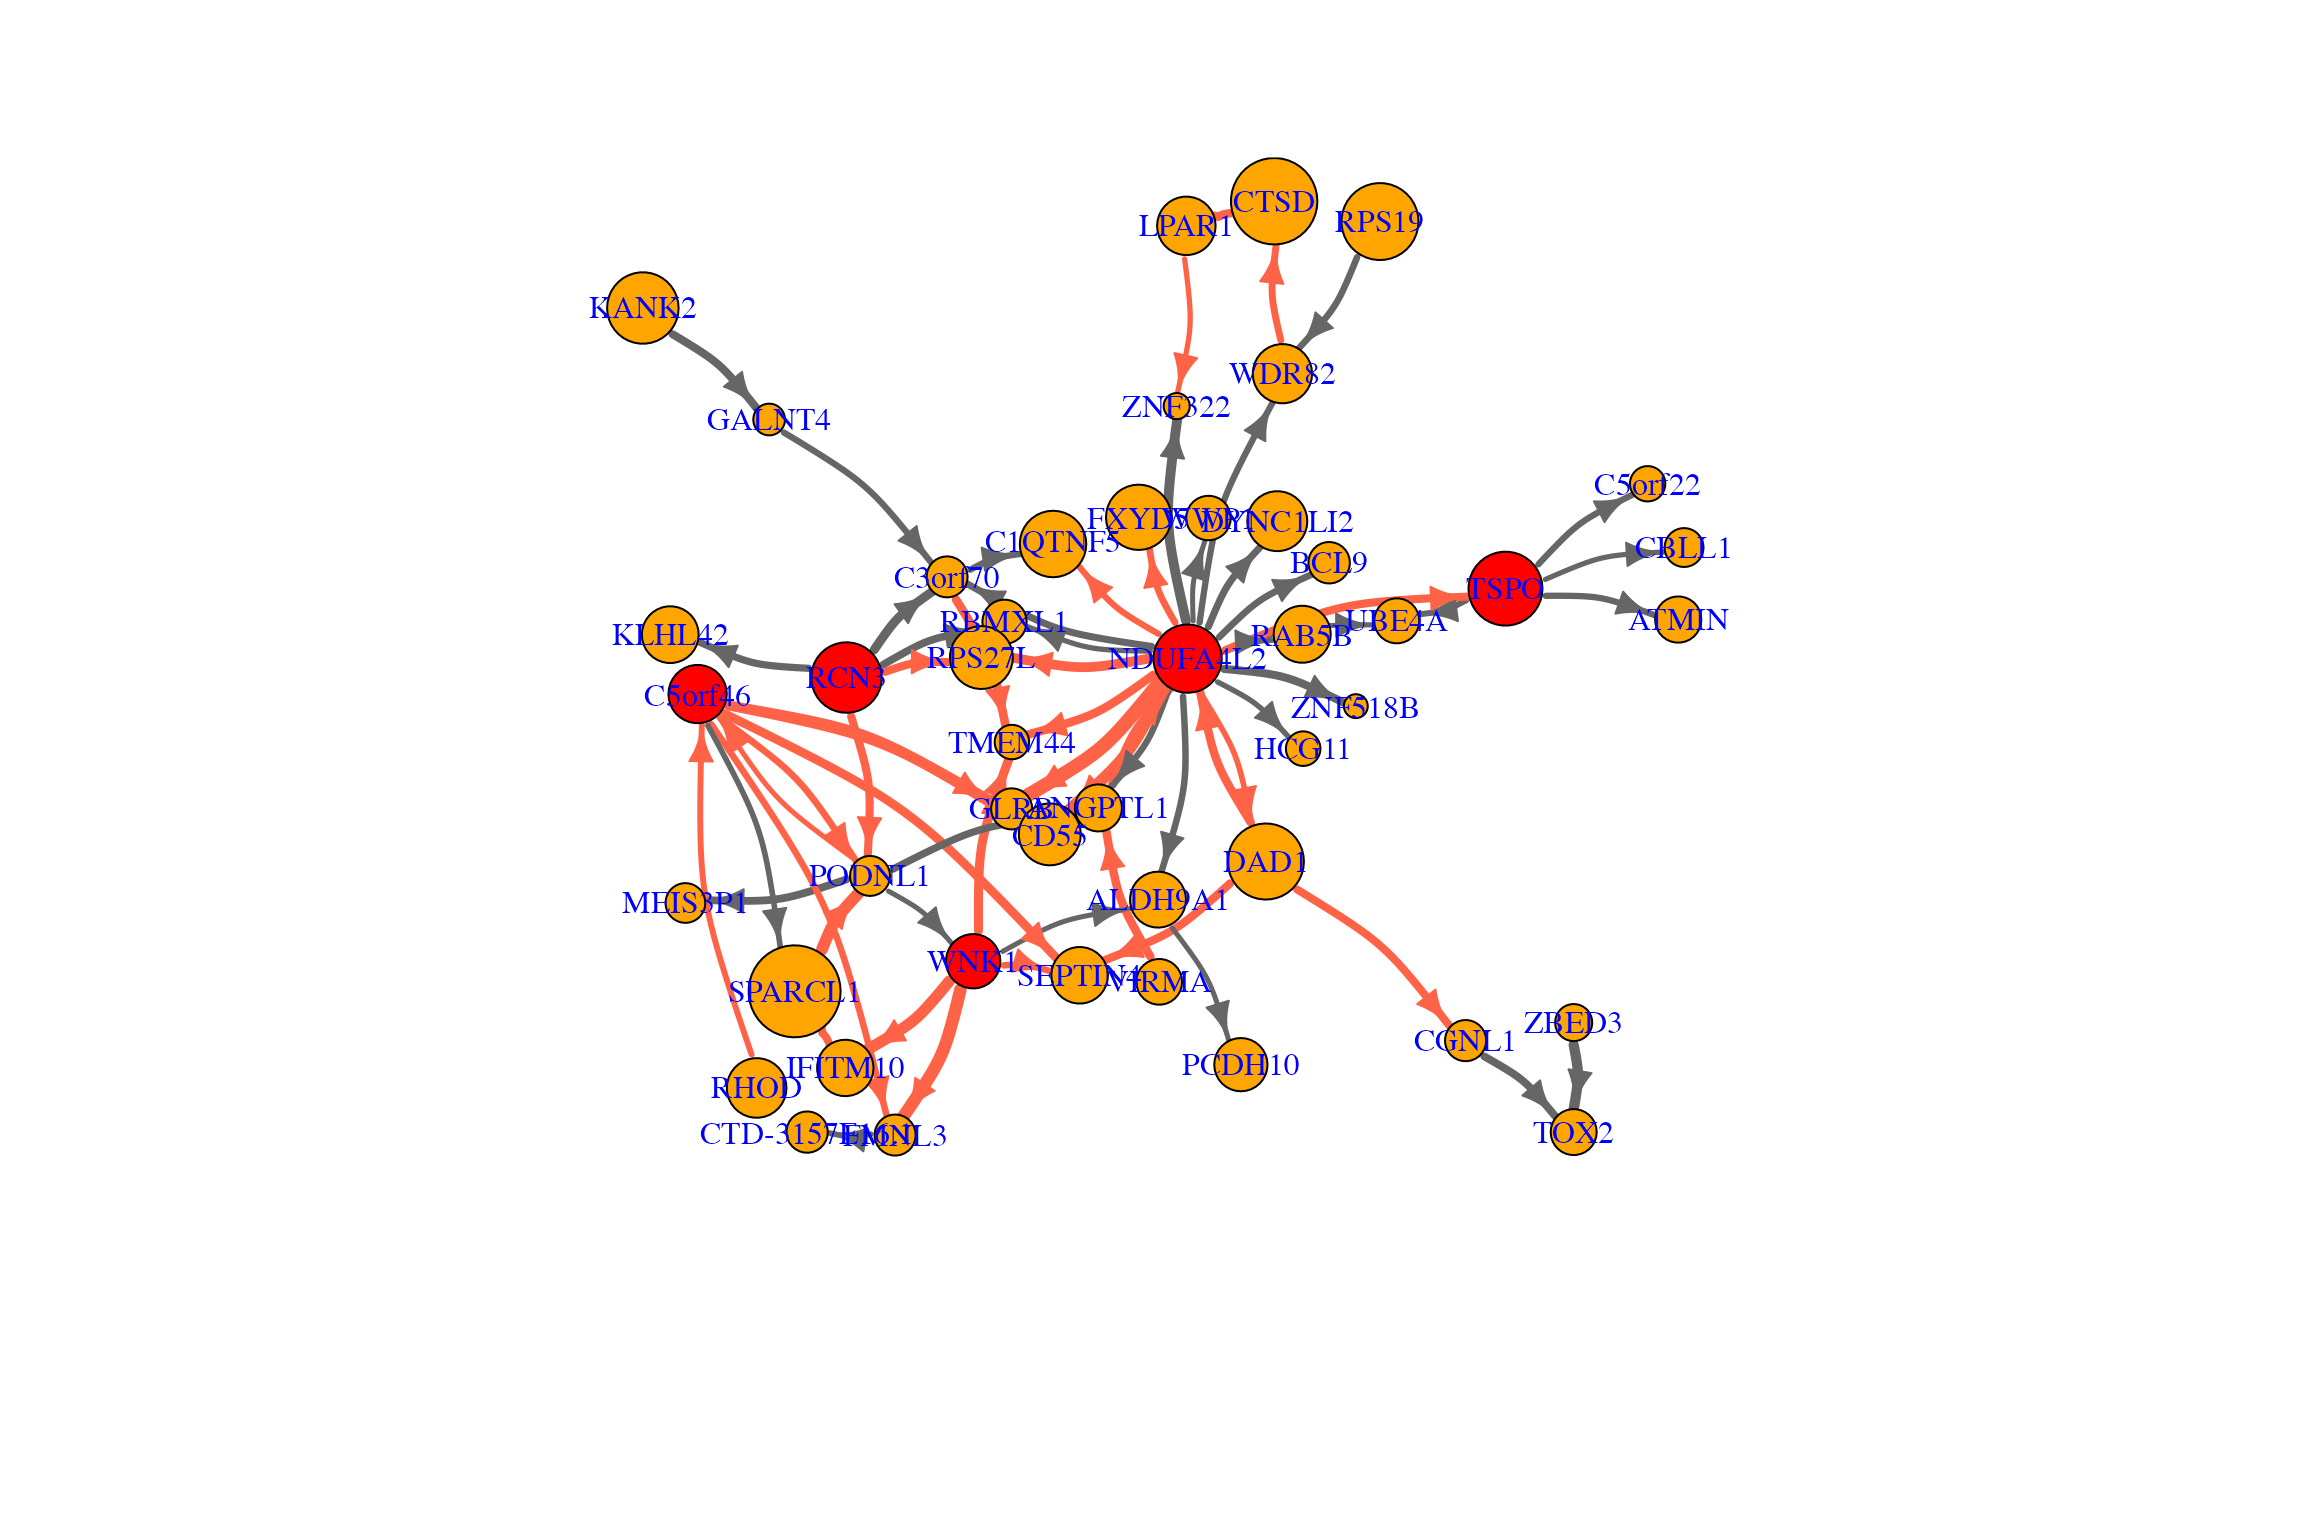 CTSD
LPAR1
RPS19
KANK2
WDR82
ZNF322
GALNT4
C5orf22
FXYD5
WWP1
DYNC1LI2
C1QTNF5
CBLL1
BCL9
C3orf70
TSPO
RBMXL1
UBE4A
ATMIN
KLHL42
RAB5B
RPS27L
NDUFA4L2
RCN3
C5orf46
ZNF518B
TMEM44
HCG11
GLRB
ANGPTL1
CD55
DAD1
PODNL1
MEIS3P1
ALDH9A1
WNK1
SEPTIN4
VIRMA
SPARCL1
ZBED3
CGNL1
PCDH10
IFITM10
RHOD
CTD-3157E16.1
FMNL3
TOX2